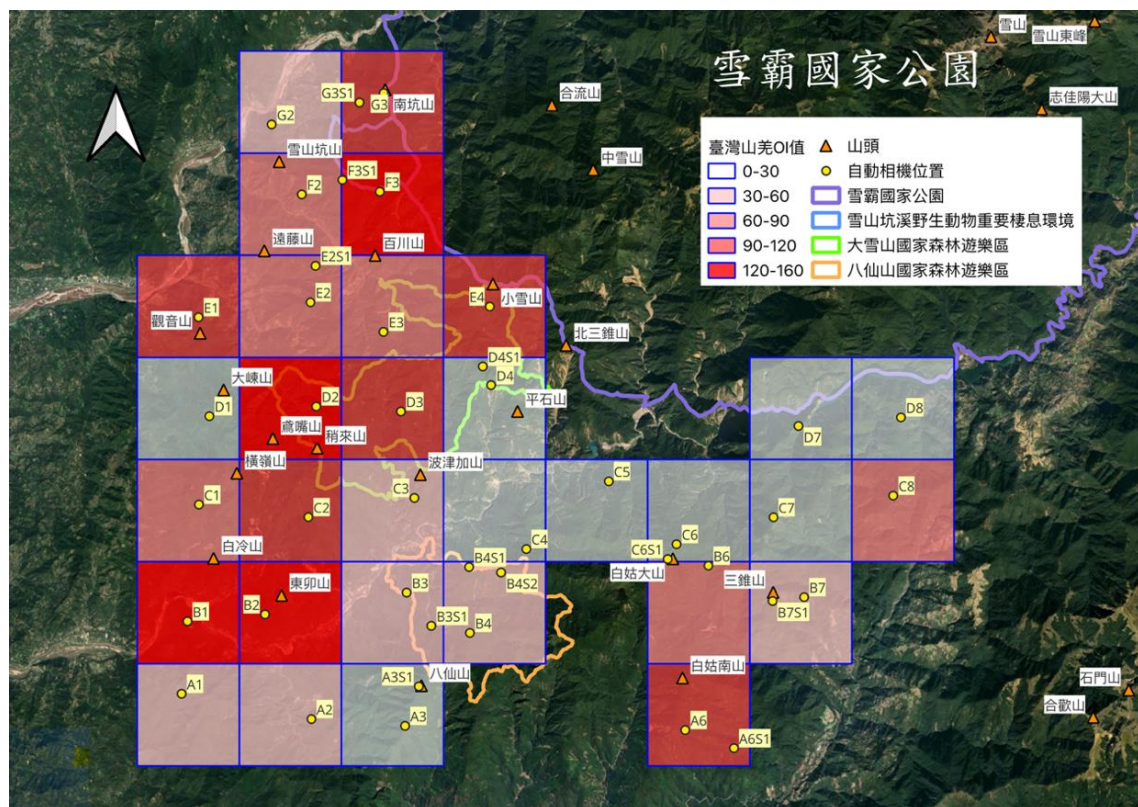 雪霸國家公園
雪山
雪山東峰
合流山
志佳陽大山
中雪山
臺灣山羌OI值
0-30
30-60
60-90
90-120
120-160
山頭
自動相機位置
雪霸國家公園
雪山坑溪野生動物重要棲息環境
大雪山國家森林遊樂區
八仙山國家森林遊樂區
G3S1
G3
南坑山
G2
雪山坑山
F3S1
F3
F2
遠藤山
百川山
E2S1
E1
E2
E3
E4
小雪山
觀音山
北三錐山
D4S1
D4
大崠山
D1
D2
D3
平石山
D7
D8
鳶嘴山
稍來山
橫嶺山
波津加山
C1
C2
C3
C4
C5
C6
C6S1
C7
C8
白冷山
白姑大山
B6
三錐山
東卯山
B1
B2
B3
B3S1
B4S1
B4S2
B4
B7
B7S1
A3S1
八仙山
白姑南山
A1
A2
A3
A6
A6S1
石門山
合歡山